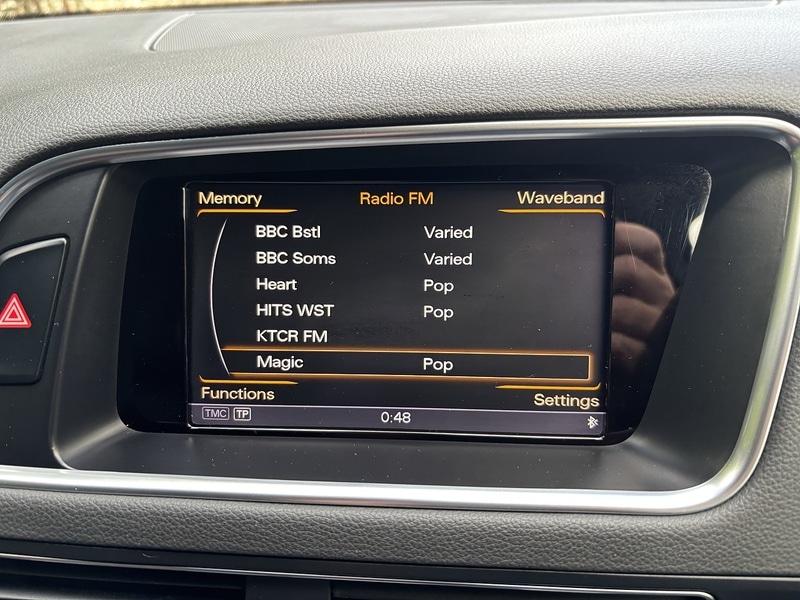 Memory Radio FM Waveband
BBC Bstl Varied
BBC Soms Varied
Heart Pop
HITS WST Pop
KTCR FM
Magic Pop
Functions Settings
TMC TP 0:48